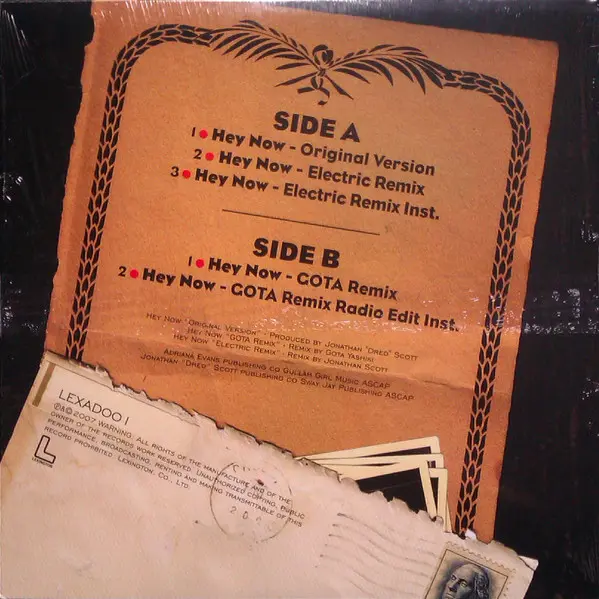 SIDE A
1 • Hey Now - Original Version
2 • Hey Now - Electric Remix
3 • Hey Now - Electric Remix Inst.
SIDE B
1 • Hey Now - GOTA Remix
2 • Hey Now - GOTA Remix Radio Edit Inst.
Hey Now "Original Version" - Produced by Jonathan "Dred" Scott
Hey Now "GOTA Remix" - Remix by Gota Yashiki
Hey Now "Electric Remix" - Remix by Jonathan Scott
Adriana Evans Publishing co Gullah Girl Music ASCAP
Jonathan "Dred" Scott publishing co Sway Jay Publishing ASCAP
LEXADOO 1
℗&© 2007 WARNING: All rights of the manufacture and of the
owner of the records work reserved. Unauthorized copying, public
performance, broadcasting, renting and making transmittable of this
record prohibited. Lexington Co., Ltd.
L
LEXINGTON